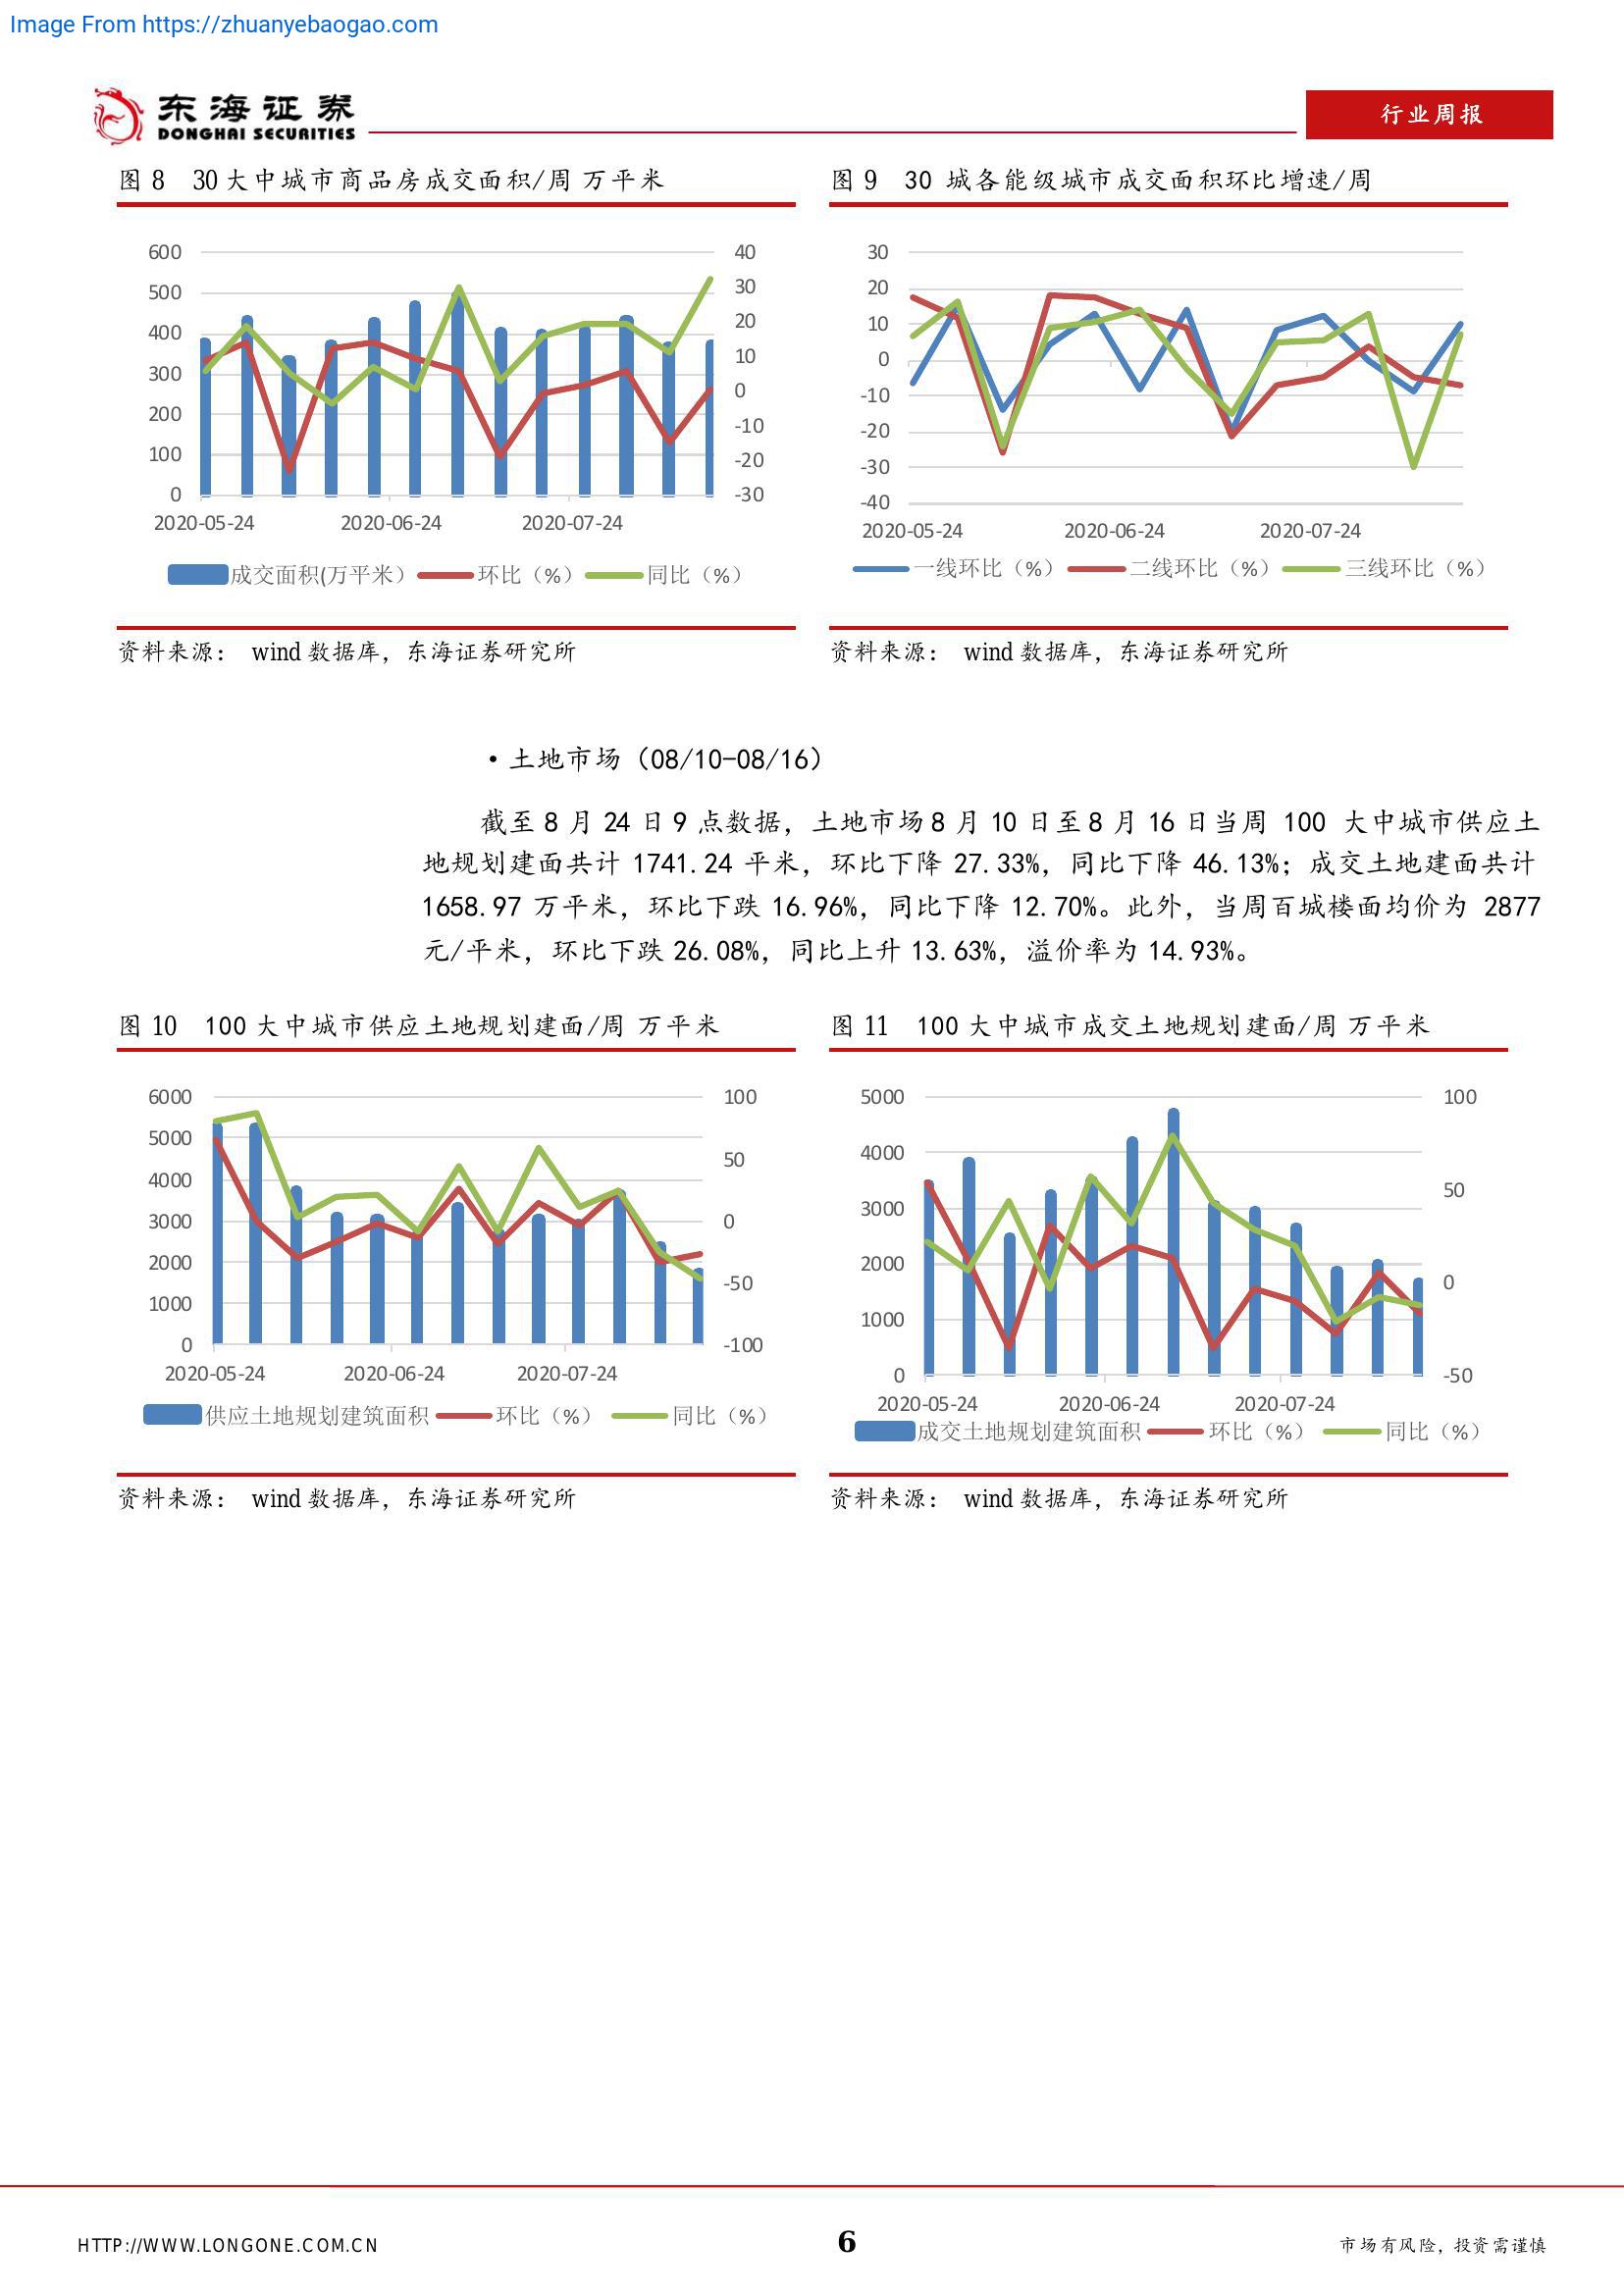 Image From https://zhuanyebaogao.com
东海证券
DONGHAI SECURITIES
行业周报
图 8 30大中城市商品房成交面积/周 万平米
600
500
400
300
200
100
0
40
30
20
10
0
-10
-20
-30
2020-05-24 2020-06-24 2020-07-24
成交面积(万平米） 环比（%） 同比（%）
资料来源： wind 数据库，东海证券研究所
图 9 30 城各能级城市成交面积环比增速/周
30
20
10
0
-10
-20
-30
-40
2020-05-24 2020-06-24 2020-07-24
一线环比（%） 二线环比（%） 三线环比（%）
资料来源： wind 数据库，东海证券研究所
•土地市场（08/10-08/16）
截至 8 月 24 日 9 点数据，土地市场 8 月 10 日至 8 月 16 日当周 100 大中城市供应土
地规划建面共计 1741.24 平米，环比下降 27.33%，同比下降 46.13%；成交土地建面共计
1658.97 万平米，环比下跌 16.96%，同比下降 12.70%。此外，当周百城楼面均价为 2877
元/平米，环比下跌 26.08%，同比上升 13.63%，溢价率为 14.93%。
图 10 100 大中城市供应土地规划建面/周 万平米
6000
5000
4000
3000
2000
1000
0
100
50
0
-50
-100
2020-05-24 2020-06-24 2020-07-24
供应土地规划建筑面积 环比（%） 同比（%）
资料来源： wind 数据库，东海证券研究所
图 11 100 大中城市成交土地规划建面/周 万平米
5000
4000
3000
2000
1000
0
100
50
0
-50
2020-05-24 2020-06-24 2020-07-24
成交土地规划建筑面积 环比（%） 同比（%）
资料来源： wind 数据库，东海证券研究所
HTTP://WWW.LONGONE.COM.CN
6
市场有风险，投资需谨慎